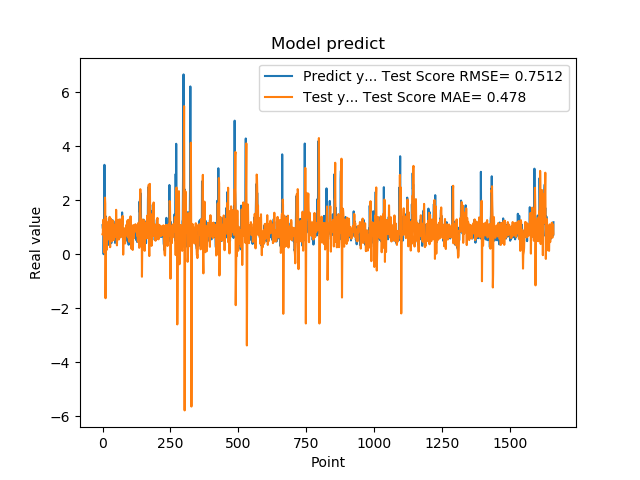 Model predict
Predict y... Test Score RMSE= 0.7512
Test y... Test Score MAE= 0.478
Real value
6
4
2
0
−2
−4
−6
0 250 500 750 1000 1250 1500
Point